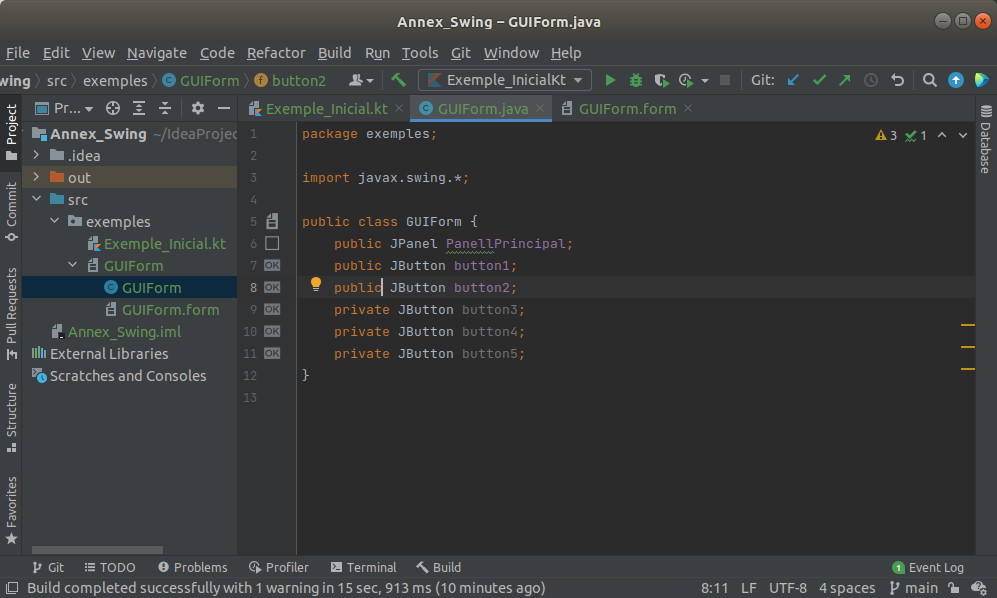 Annex_Swing – GUIForm.java
File Edit View Navigate Code Refactor Build Run Tools Git Window Help
wing src exemples GUIForm button2 Exemple_InicialKt Git:
Project Pr... Exemple_Inicial.kt GUIForm.java GUIForm.form
Annex_Swing ~/IdeaProjec
.idea
out
src
exemples
Exemple_Inicial.kt
GUIForm
GUIForm
GUIForm.form
Annex_Swing.iml
External Libraries
Scratches and Consoles
Commit
Pull Requests
Structure
Favorites
1 package exemples;
2
3 import javax.swing.*;
4
5 public class GUIForm {
6 public JPanel PanellPrincipal;
7 OK public JButton button1;
8 OK public JButton button2;
9 OK private JButton button3;
10 OK private JButton button4;
11 OK private JButton button5;
12 }
13
3 1
Database
Git TODO Problems Profiler Terminal Build 1 Event Log
Build completed successfully with 1 warning in 15 sec, 913 ms (10 minutes ago) 8:11 LF UTF-8 4 spaces main